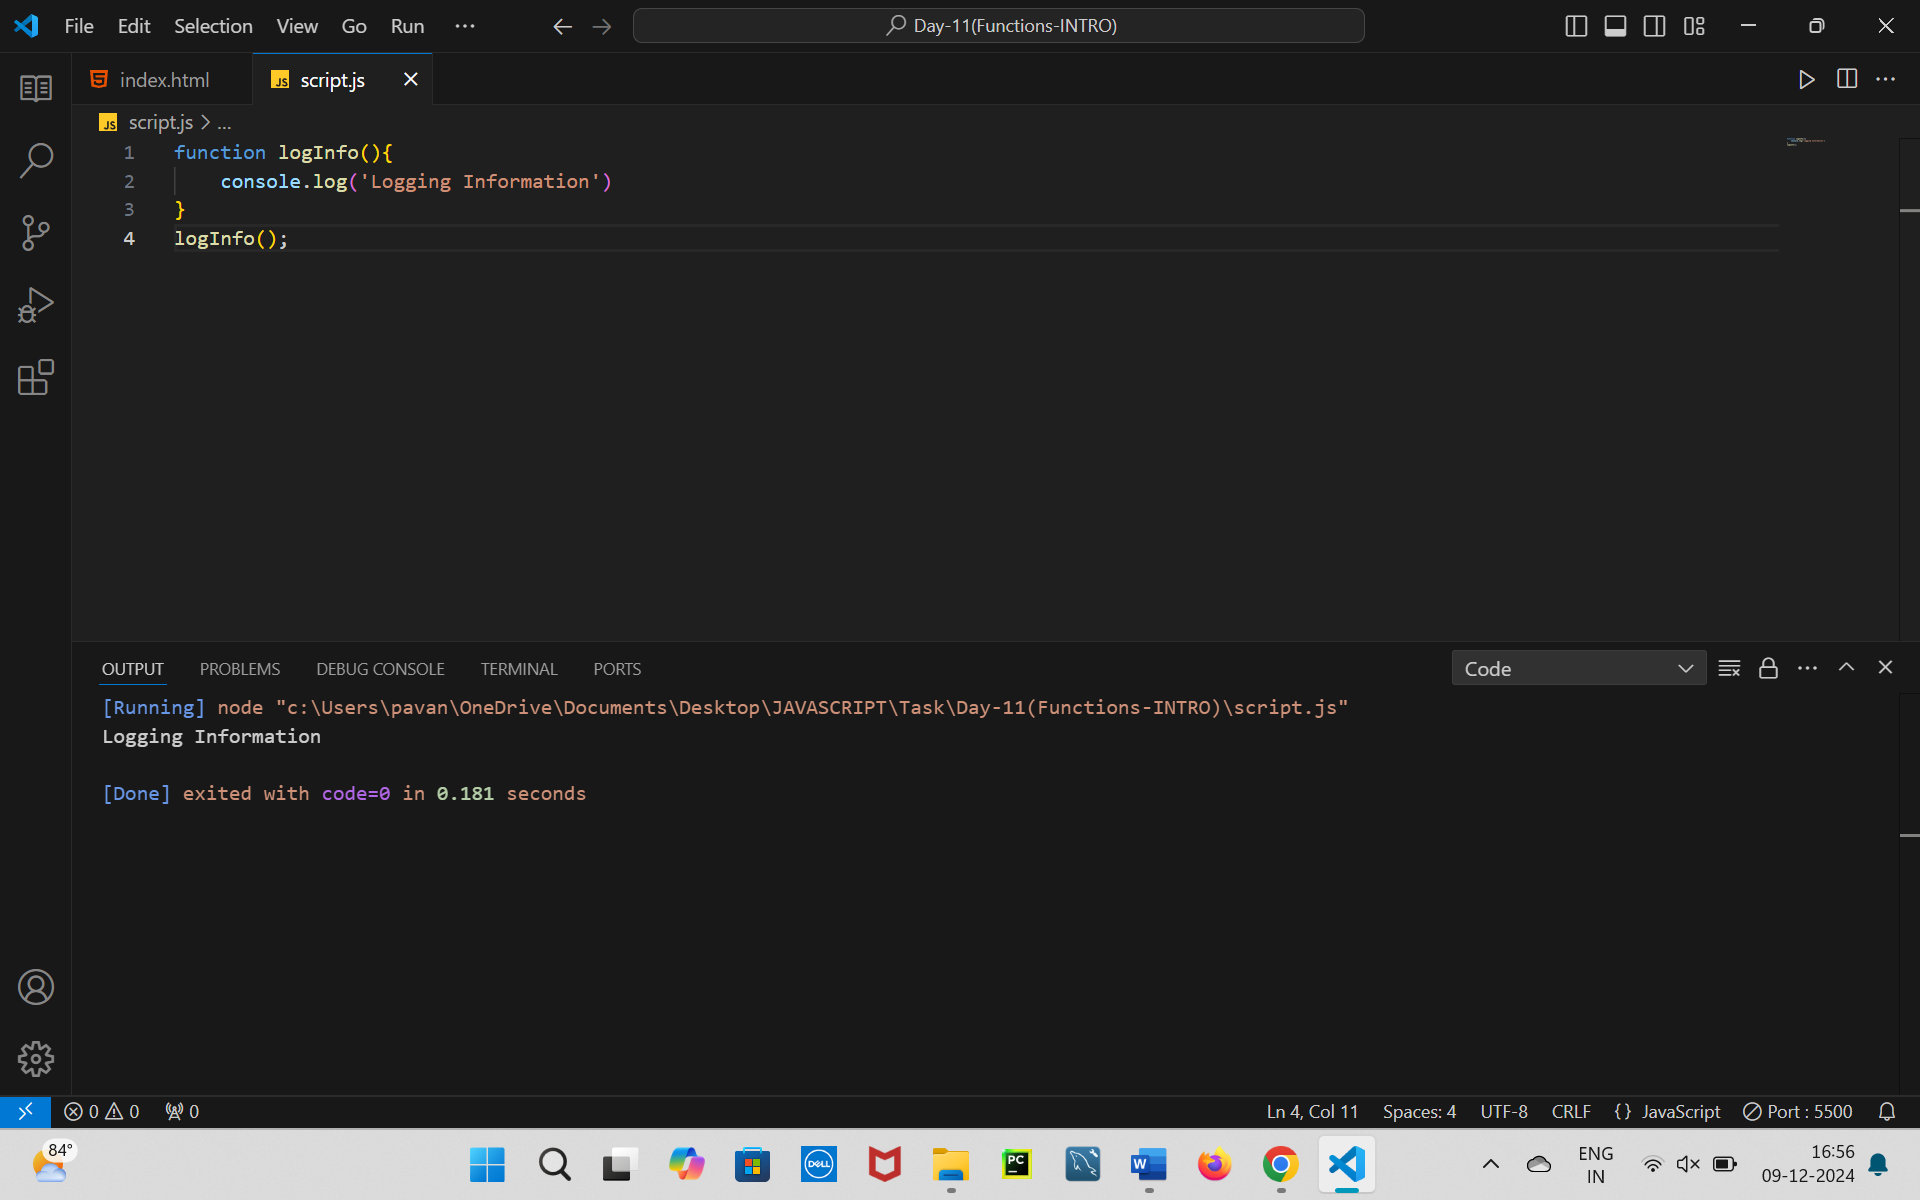 File Edit Selection View Go Run ··· Day-11(Functions-INTRO)
index.html script.js
script.js > ...
1 function logInfo(){
2 console.log('Logging Information')
3 }
4 logInfo();
OUTPUT PROBLEMS DEBUG CONSOLE TERMINAL PORTS Code
[Running] node "c:\Users\pavan\OneDrive\Documents\Desktop\JAVASCRIPT\Task\Day-11(Functions-INTRO)\script.js"
Logging Information
[Done] exited with code=0 in 0.181 seconds
0 0 0 Ln 4, Col 11 Spaces: 4 UTF-8 CRLF {} JavaScript Port : 5500
84° DELL PC W ENG 16:56
IN 09-12-2024